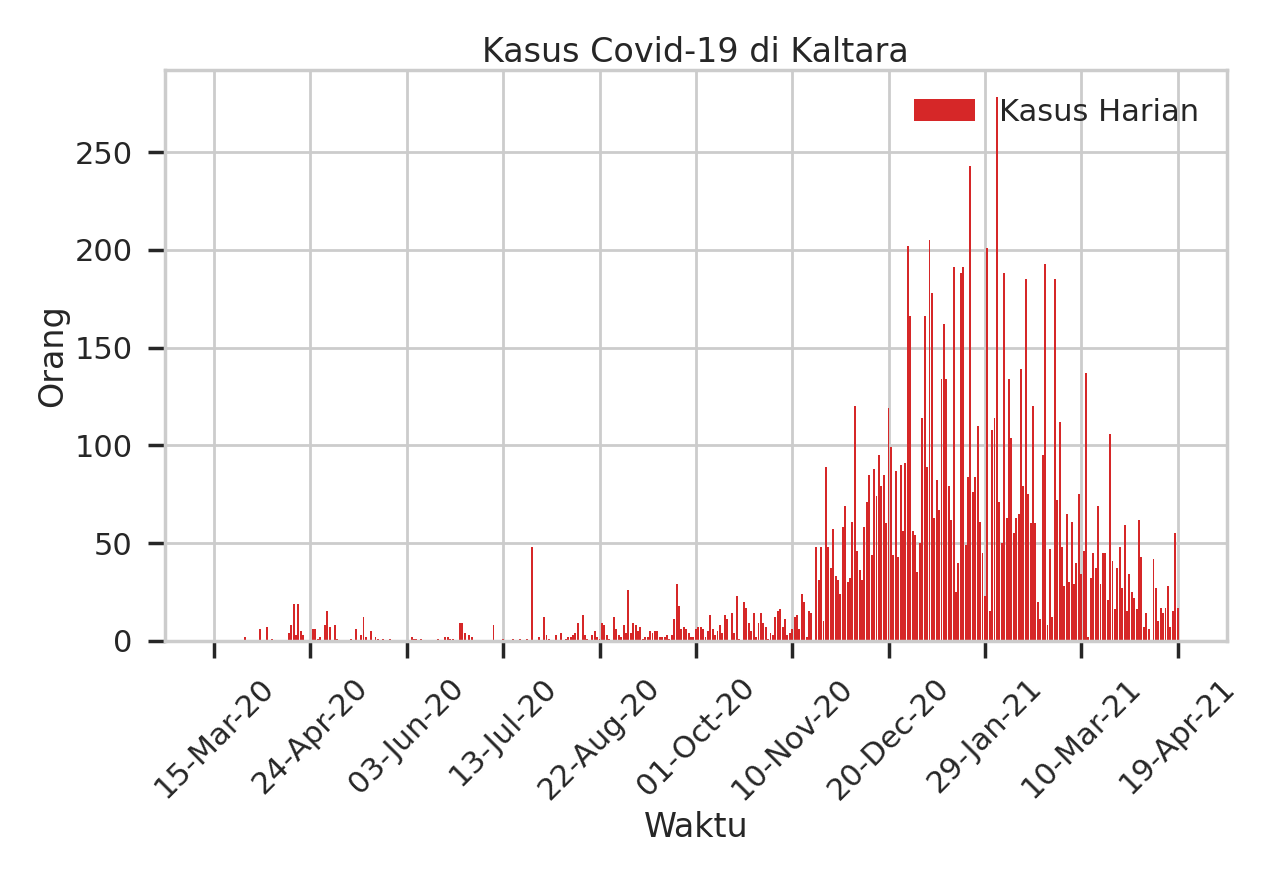 Kasus Covid-19 di Kaltara
Kasus Harian
Orang
250
200
150
100
50
0
15-Mar-20
24-Apr-20
03-Jun-20
13-Jul-20
22-Aug-20
01-Oct-20
10-Nov-20
20-Dec-20
29-Jan-21
10-Mar-21
19-Apr-21
Waktu